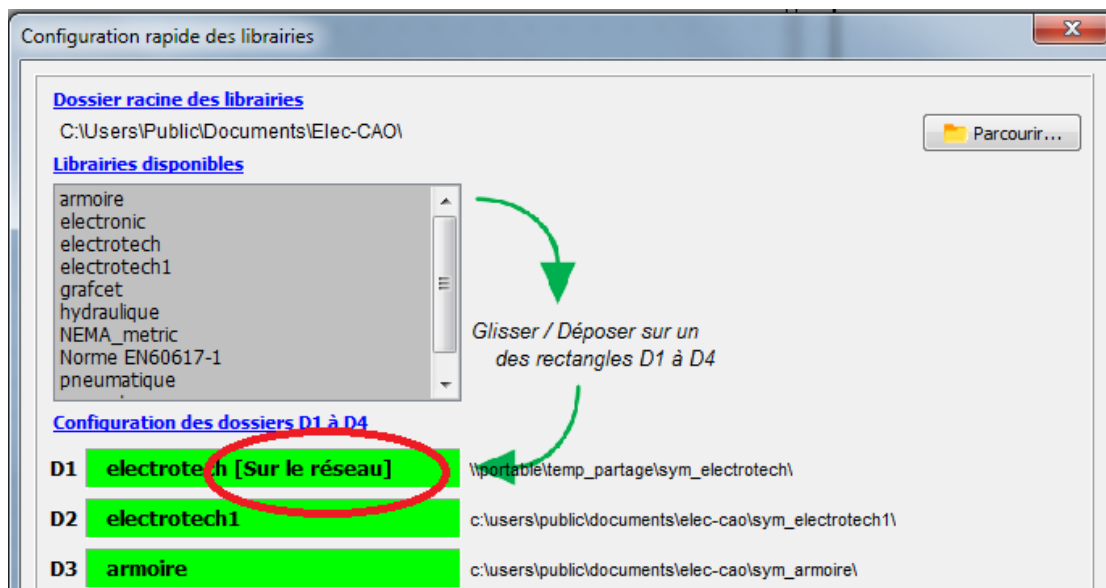 Configuration rapide des librairies
X
Dossier racine des librairies
C:\Users\Public\Documents\Elec-CAO\
Parcourir...
Librairies disponibles
armoire
electronic
electrotech
electrotech1
grafcet
hydraulique
NEMA_metric
Norme EN60617-1
pneumatique
Glisser / Déposer sur un
des rectangles D1 à D4
Configuration des dossiers D1 à D4
D1 electrotech [Sur le réseau] \\portable\temp_partage\sym_electrotech\
D2 electrotech1 c:\users\public\documents\elec-cao\sym_electrotech1\
D3 armoire c:\users\public\documents\elec-cao\sym_armoire\